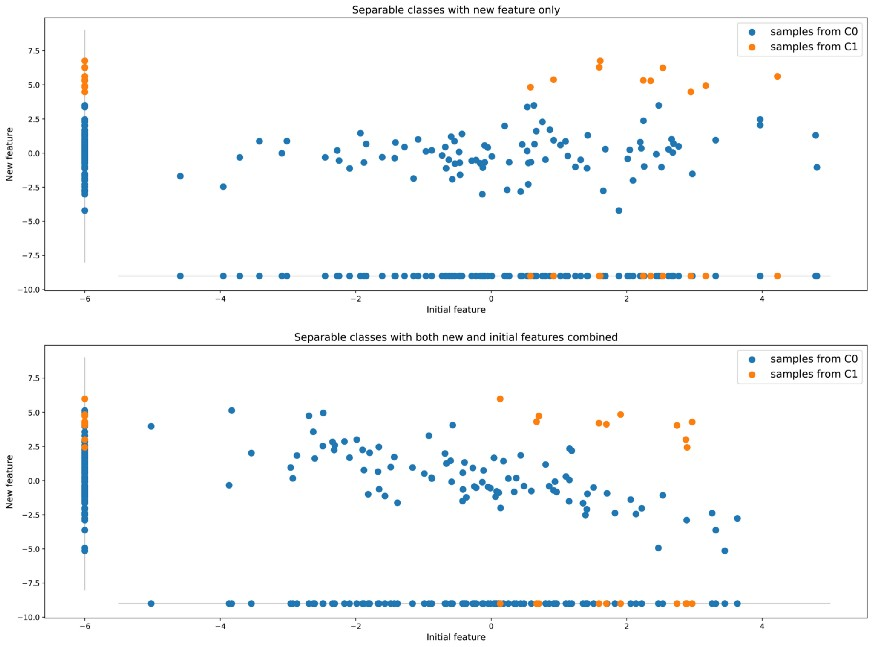 Separable classes with new feature only
samples from C0
samples from C1
7.5
5.0
2.5
0.0
−2.5
−5.0
−7.5
−10.0
New feature
−6
−4
−2
0
2
4
Initial feature
Separable classes with both new and initial features combined
samples from C0
samples from C1
7.5
5.0
2.5
0.0
−2.5
−5.0
−7.5
−10.0
New feature
−6
−4
−2
0
2
4
Initial feature